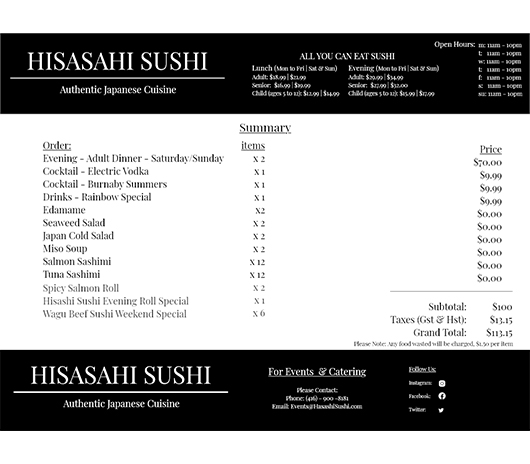 HISASAHI SUSHI
Authentic Japanese Cuisine
ALL YOU CAN EAT SUSHI
Lunch (Mon to Fri | Sat & Sun) Evening (Mon to Fri | Sat & Sun)
Adult: $18.99 | $21.99 Adult: $29.99 | $34.99
Senior: $16.99 | $19.99 Senior: $27.99 | $32.00
Child (ages 5 to 12): $12.99 | $14.99 Child (ages 5 to 12): $15.99 | $17.99
Open Hours: m: 11am - 10pm
t: 11am - 10pm
w: 11am - 10pm
t: 11am - 10pm
f: 11am - 10pm
s: 11am - 10pm
su: 11am - 10pm
Summary
Order: items Price
Evening - Adult Dinner - Saturday/Sunday x 2 $70.00
Cocktail - Electric Vodka x 1 $9.99
Cocktail - Burnaby Summers x 1 $9.99
Drinks - Rainbow Special x 1 $9.99
Edamame x2 $0.00
Seaweed Salad x 2 $0.00
Japan Cold Salad x 2 $0.00
Miso Soup x 2 $0.00
Salmon Sashimi x 12 $0.00
Tuna Sashimi x 12 $0.00
Spicy Salmon Roll x 2
Hisashi Sushi Evening Roll Special x 1
Wagu Beef Sushi Weekend Special x 6
Subtotal: $100
Taxes (Gst & Hst): $13.15
Grand Total: $113.15
Please Note: Any food wasted will be charged, $1.50 per item
HISASAHI SUSHI
Authentic Japanese Cuisine
For Events & Catering
Please Contact:
Phone: (416) - 900 -8181
Email: Events@HasashiSushi.com
Follow Us:
Instagram:
Facebook:
Twitter: